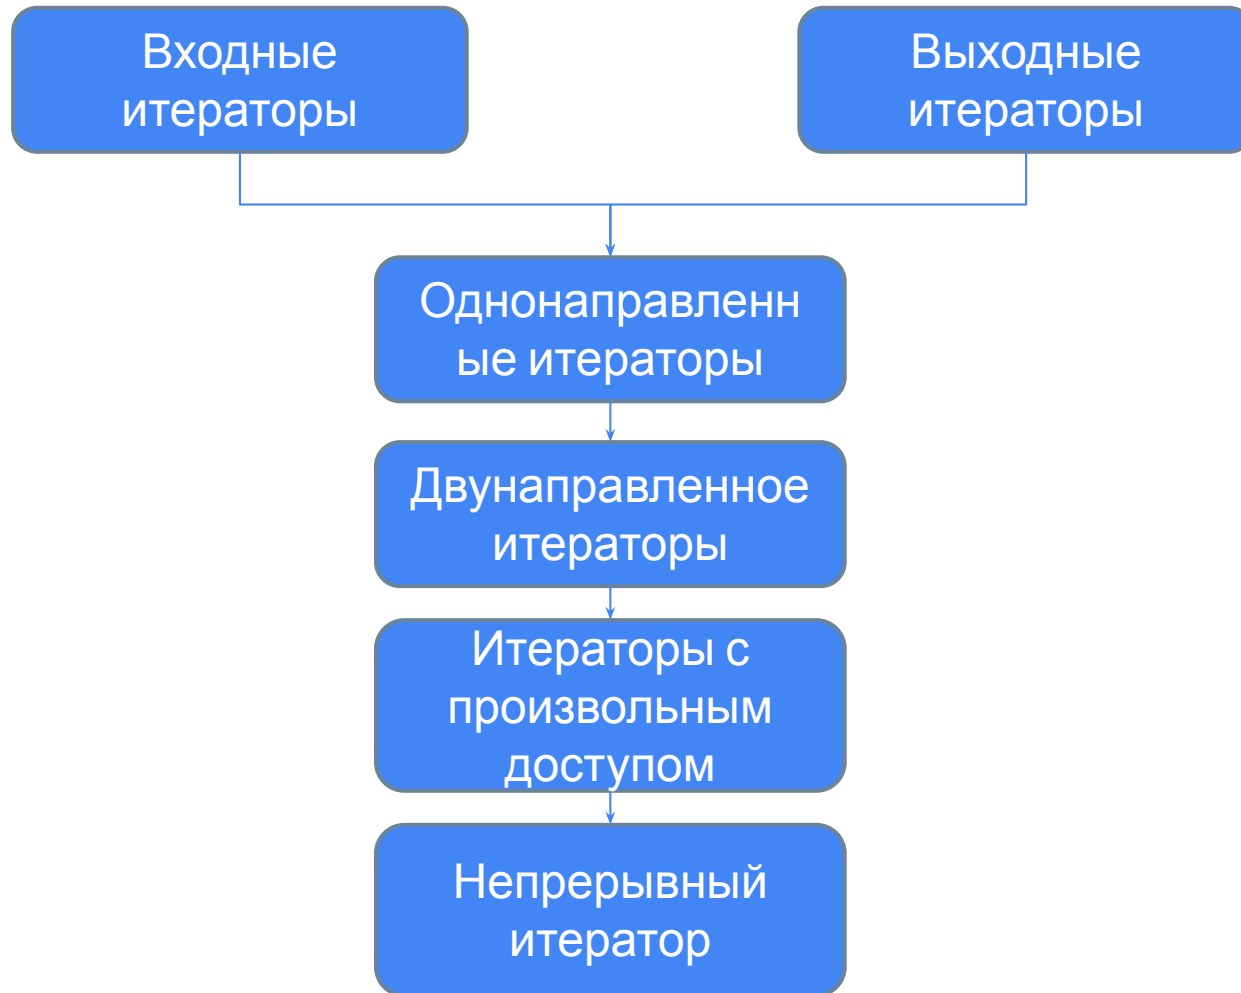 Входные
итераторы
Выходные
итераторы
Однонаправленн
ые итераторы
Двунаправленное
итераторы
Итераторы с
произвольным
доступом
Непрерывный
итератор